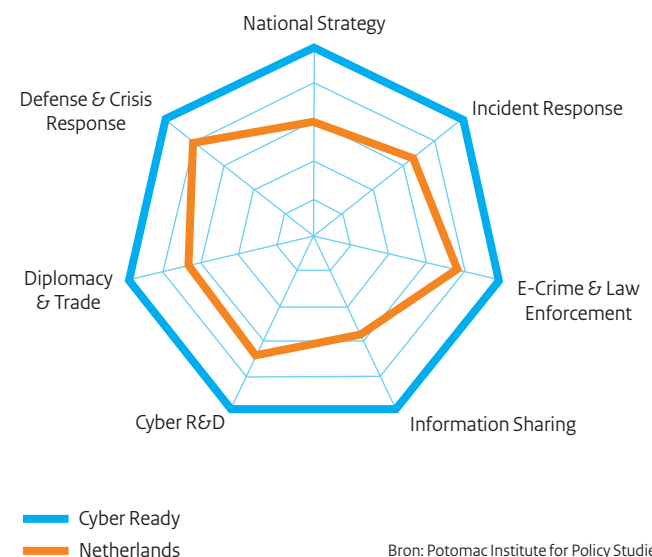 National Strategy
Incident Response
E-Crime & Law
Enforcement
Information Sharing
Cyber R&D
Diplomacy
& Trade
Defense & Crisis
Response
Cyber Ready
Netherlands
Bron: Potomac Institute for Policy Studie